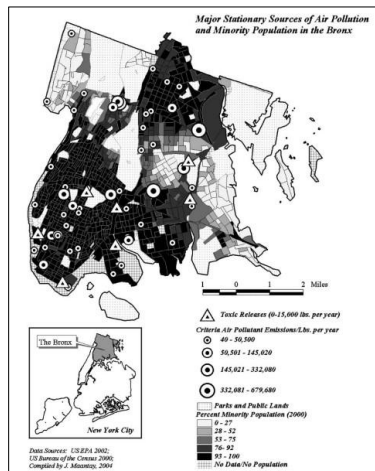 Major Stationary Sources of Air Pollution
and Minority Population in the Bronx
1 0 1 2 Miles
Toxic Releases (0-15,000 lbs. per year)
Criteria Air Pollutant Emissions/Lbs. per year
40 - 50,500
50,501 - 145,020
145,021 - 332,080
332,081 - 679,680
Parks and Public Lands
Percent Minority Population (2000)
0 - 27
28 - 52
53 - 75
76 - 92
93 - 100
No Data/No Population
The Bronx
New York City
Data Sources: US EPA 2002;
US Bureau of the Census 2000;
Compiled by J. Maantay, 2004